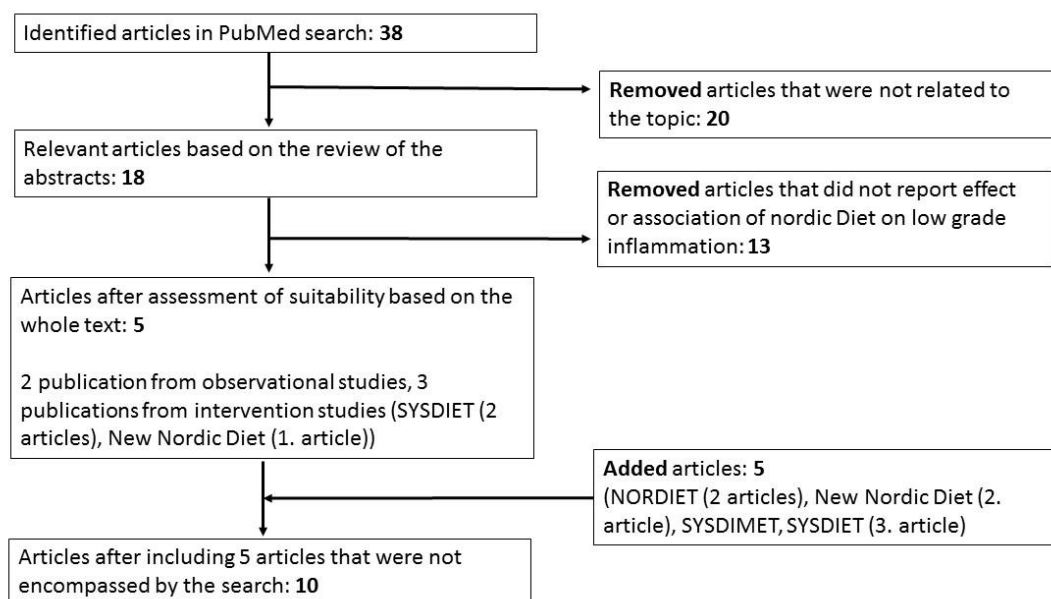 Identified articles in PubMed search: 38
Removed articles that were not related to
the topic: 20
Relevant articles based on the review of the
abstracts: 18
Removed articles that did not report effect
or association of nordic Diet on low grade
inflammation: 13
Articles after assessment of suitability based on the
whole text: 5
2 publication from observational studies, 3
publications from intervention studies (SYSDIET (2
articles), New Nordic Diet (1. article))
Added articles: 5
(NORDIET (2 articles), New Nordic Diet (2.
article), SYSDIMET, SYSDIET (3. article)
Articles after including 5 articles that were not
encompassed by the search: 10